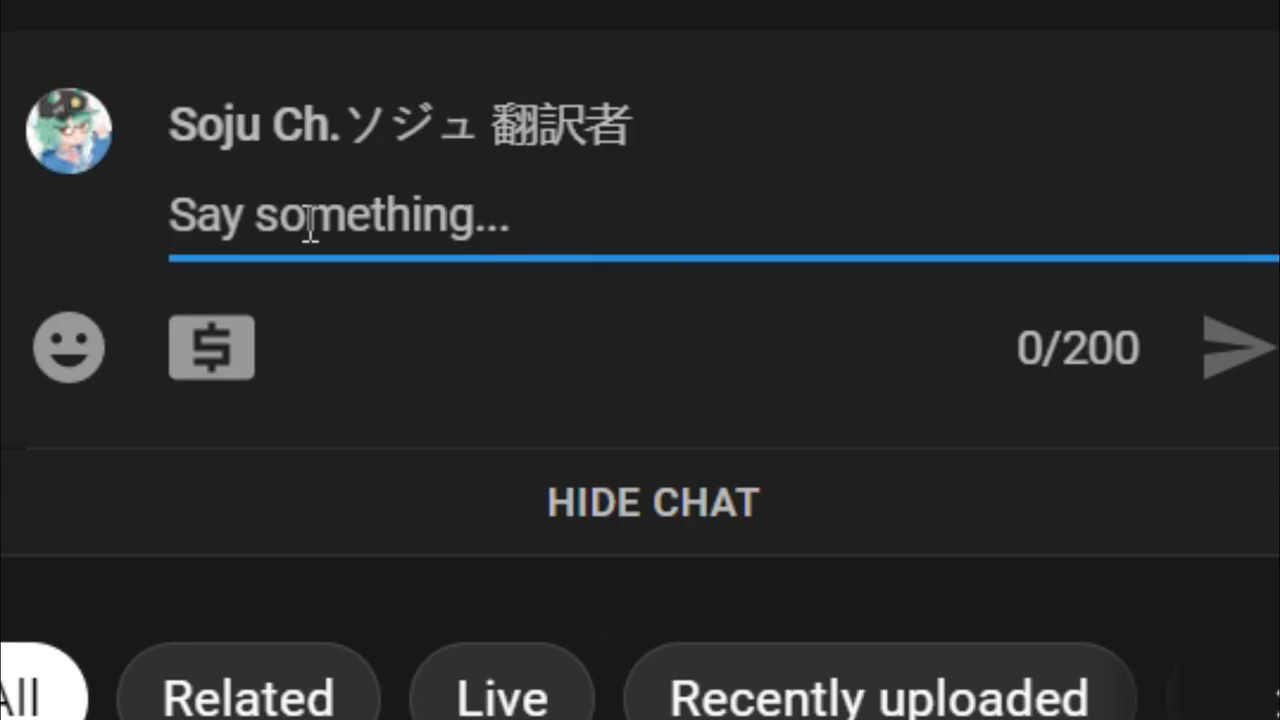 Soju Ch.ソジュ 翻訳者
Say something...
0/200
HIDE CHAT
All
Related
Live
Recently uploaded